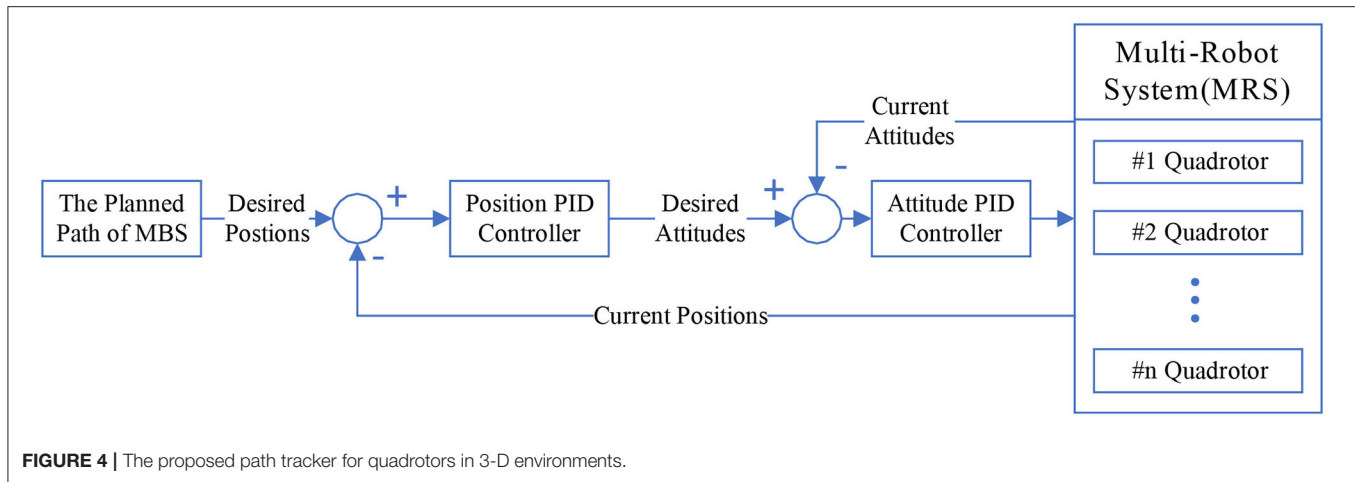 Multi-Robot
System(MRS)
Current
Attitudes
-
#1 Quadrotor
The Planned
Path of MBS
Desired
Postions
+
-
Position PID
Controller
Desired
Attitudes
+
Attitude PID
Controller
#2 Quadrotor
Current Positions
#n Quadrotor
FIGURE 4 | The proposed path tracker for quadrotors in 3-D environments.